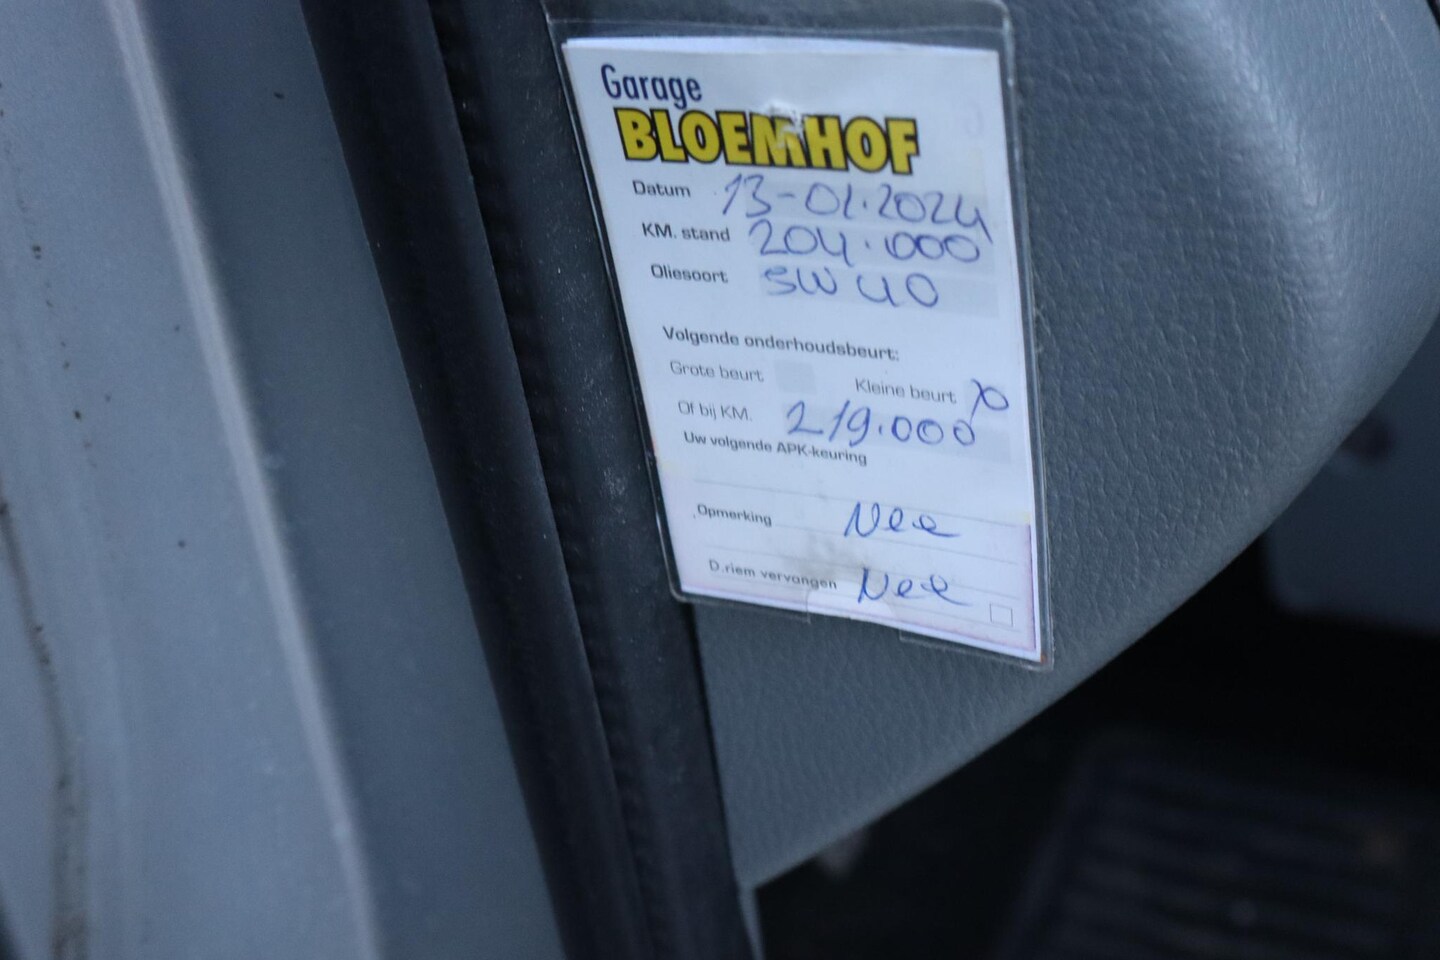 Garage
BLOEMHOF
Datum 13-01.2024
KM. stand 204.000
Oliesoort 5W40
Volgende onderhoudsbeurt:
Grote beurt Kleine beurt
Of bij KM. 219.000
Uw volgende APK-keuring
Opmerking Nee
D.riem vervangen Nee